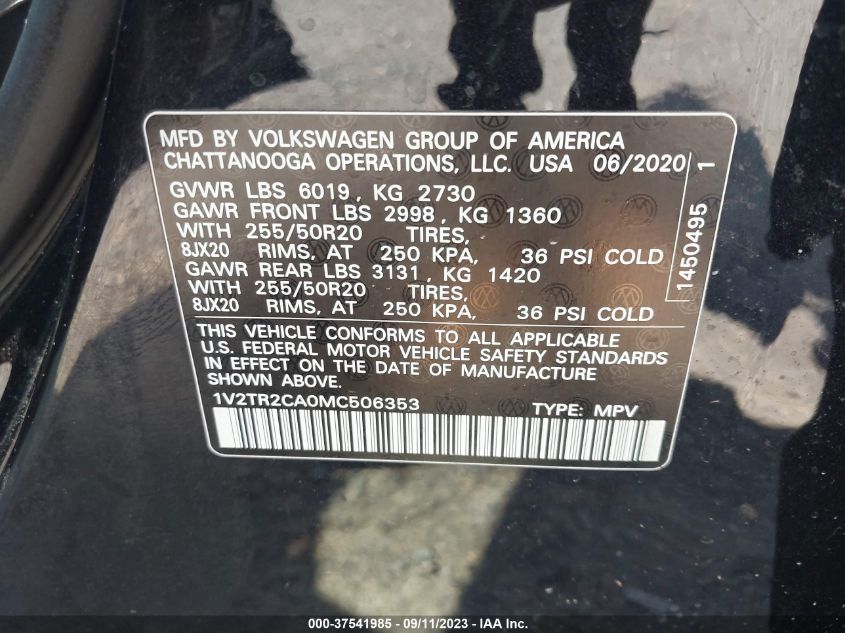 MFD BY VOLKSWAGEN GROUP OF AMERICA
CHATTANOOGA OPERATIONS, LLC. USA 06/2020
GVWR LBS 6019, KG 2730
GAWR FRONT LBS 2998, KG 1360
WITH 255/50R20 TIRES,
8JX20 RIMS, AT 250 KPA, 36 PSI COLD
GAWR REAR LBS 3131, KG 1420
WITH 255/50R20 TIRES,
8JX20 RIMS, AT 250 KPA, 36 PSI COLD
1450495 1
THIS VEHICLE CONFORMS TO ALL APPLICABLE
U.S. FEDERAL MOTOR VEHICLE SAFETY STANDARDS
IN EFFECT ON THE DATE OF MANUFACTURE
SHOWN ABOVE.
1V2TR2CA0MC506353 TYPE: MPV
000-37541985 - 09/11/2023 - IAA Inc.